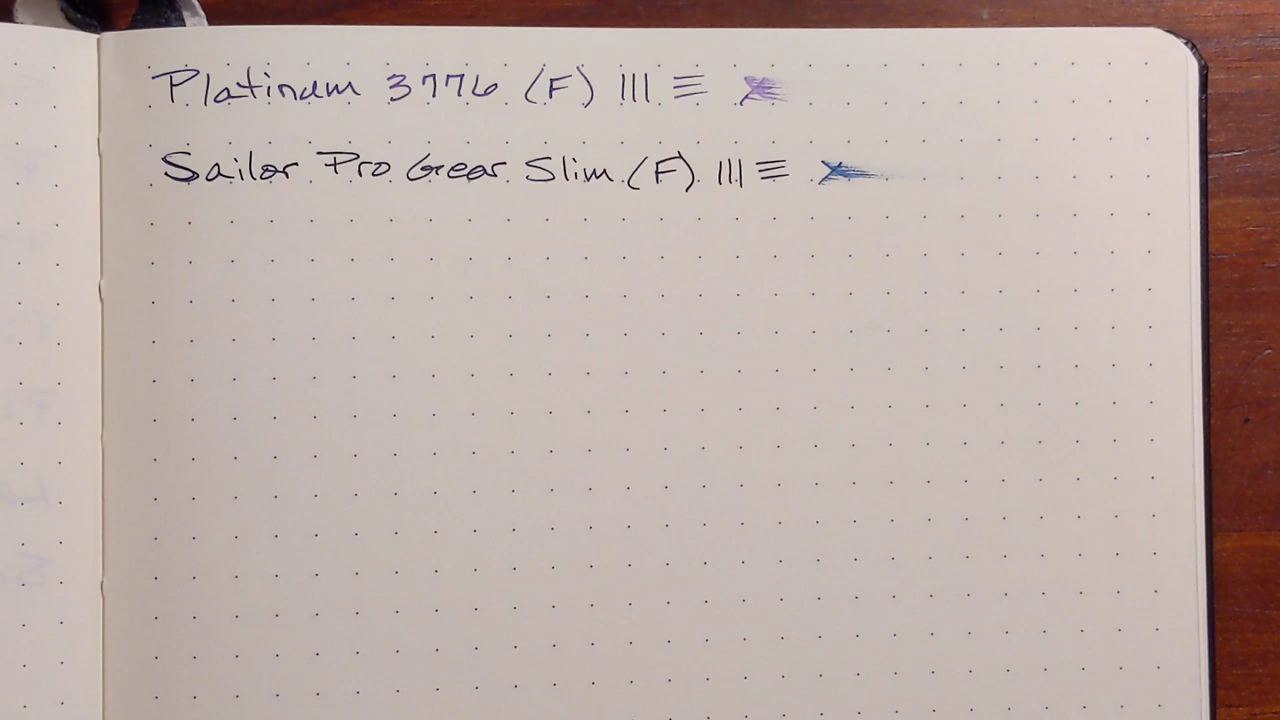 Platinum 3776 (F) ||| ≡
Sailor Pro Gear Slim (F) ||| ≡